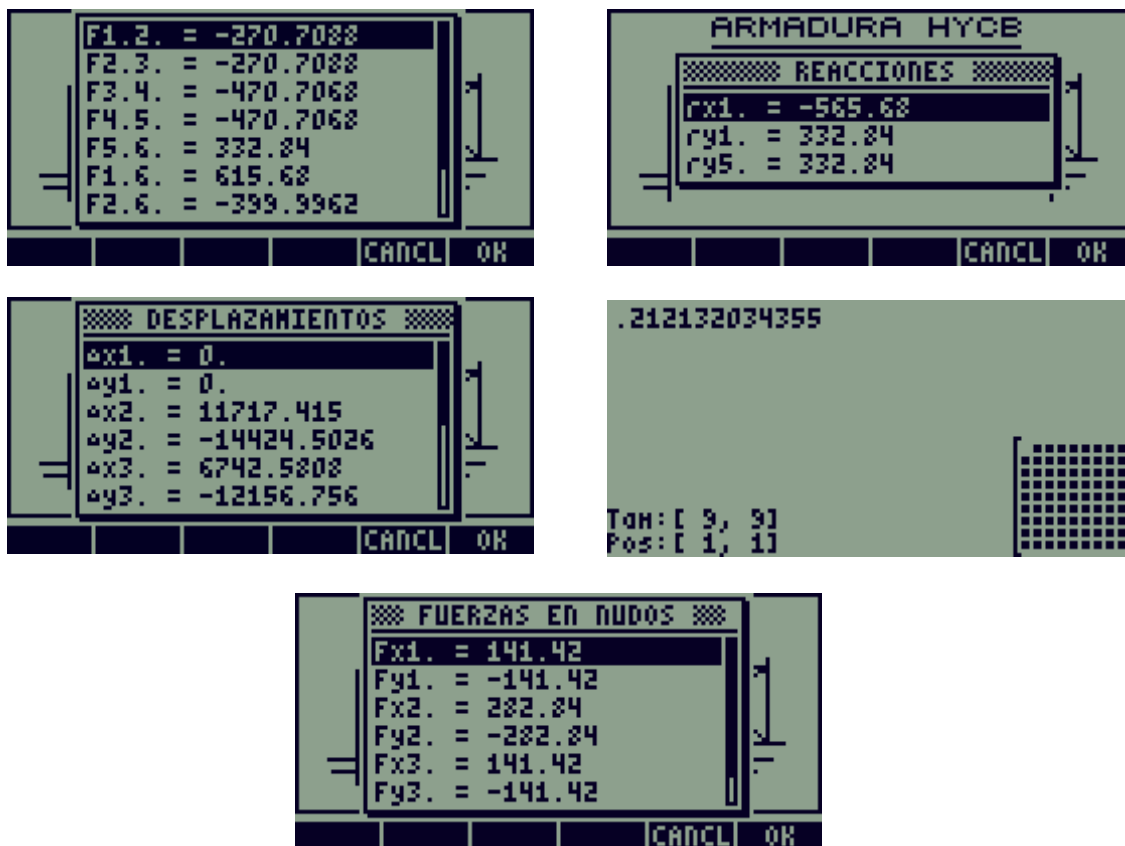 F1.2. = -270.7088
F2.3. = -270.7088
F3.4. = -470.7068
F4.5. = -470.7068
F5.6. = 332.84
F1.6. = 615.68
F2.6. = -399.9962
CANCL OK
ARMADURA HYCB
REACCIONES
rx1. = -565.68
ry1. = 332.84
ry5. = 332.84
CANCL OK
DESPLAZAMIENTOS
△x1. = 0.
△y1. = 0.
△x2. = 11717.415
△y2. = -14424.5026
△x3. = 6742.5808
△y3. = -12156.756
CANCL OK
.212132034355
Tam:[ 9, 9]
Pos:[ 1, 1]
FUERZAS EN NUDOS
Fx1. = 141.42
Fy1. = -141.42
Fx2. = 282.84
Fy2. = -282.84
Fx3. = 141.42
Fy3. = -141.42
CANCL OK